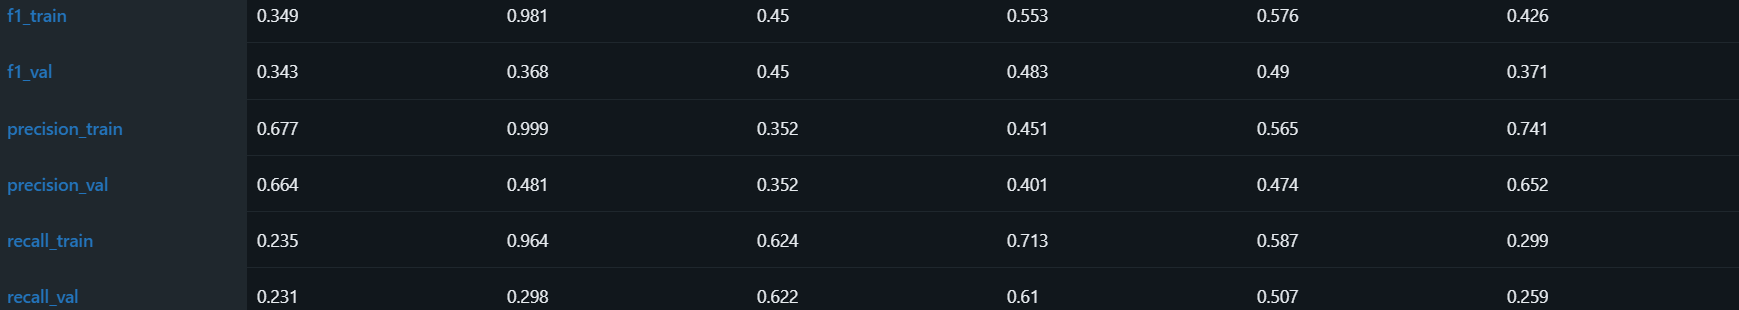 f1_train 0.349 0.981 0.45 0.553 0.576 0.426
f1_val 0.343 0.368 0.45 0.483 0.49 0.371
precision_train 0.677 0.999 0.352 0.451 0.565 0.741
precision_val 0.664 0.481 0.352 0.401 0.474 0.652
recall_train 0.235 0.964 0.624 0.713 0.587 0.299
recall_val 0.231 0.298 0.622 0.61 0.507 0.259